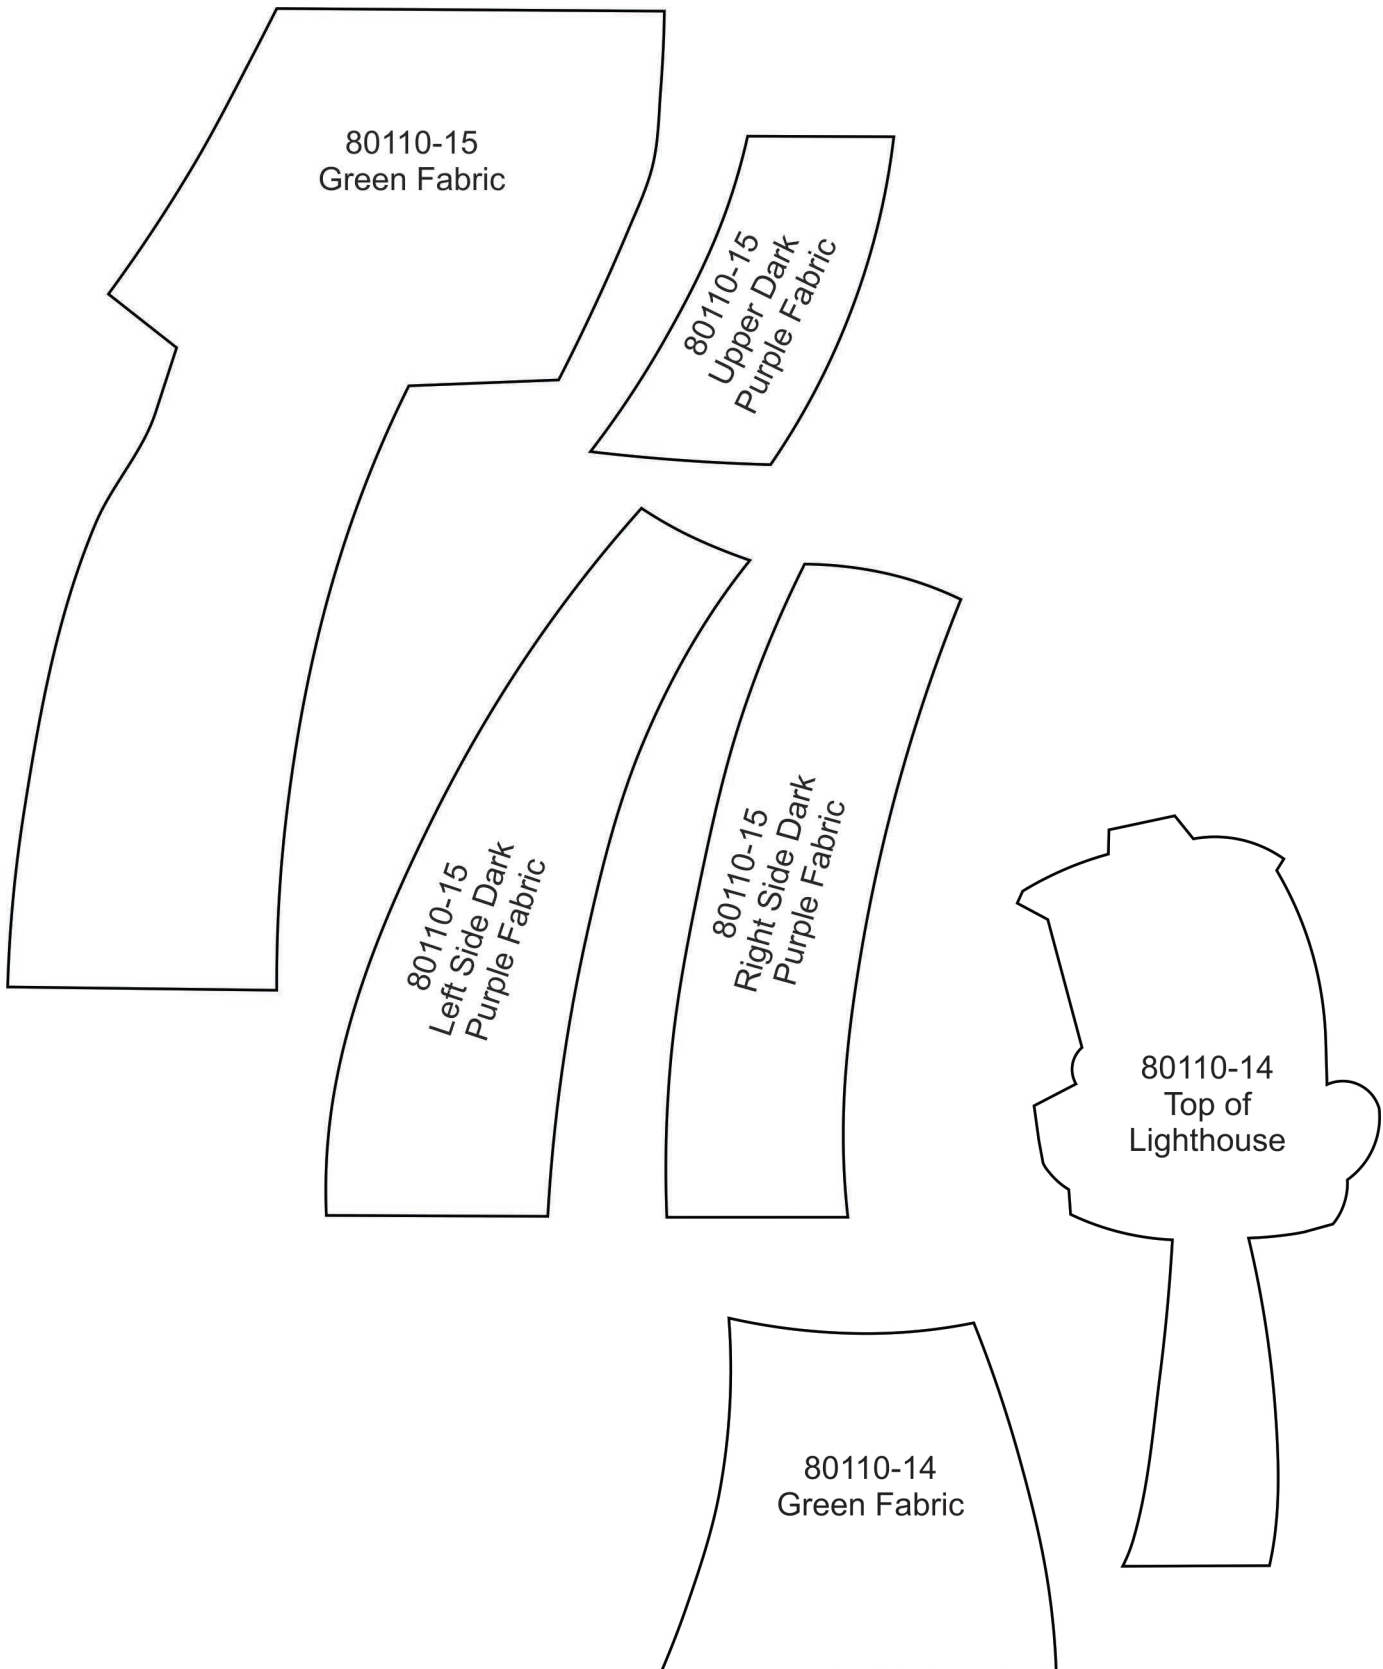 80110-15
Green Fabric
80110-15
Upper Dark
Purple Fabric
80110-15
Left Side Dark
Purple Fabric
80110-15
Right Side Dark
Purple Fabric
80110-14
Top of
Lighthouse
80110-14
Green Fabric